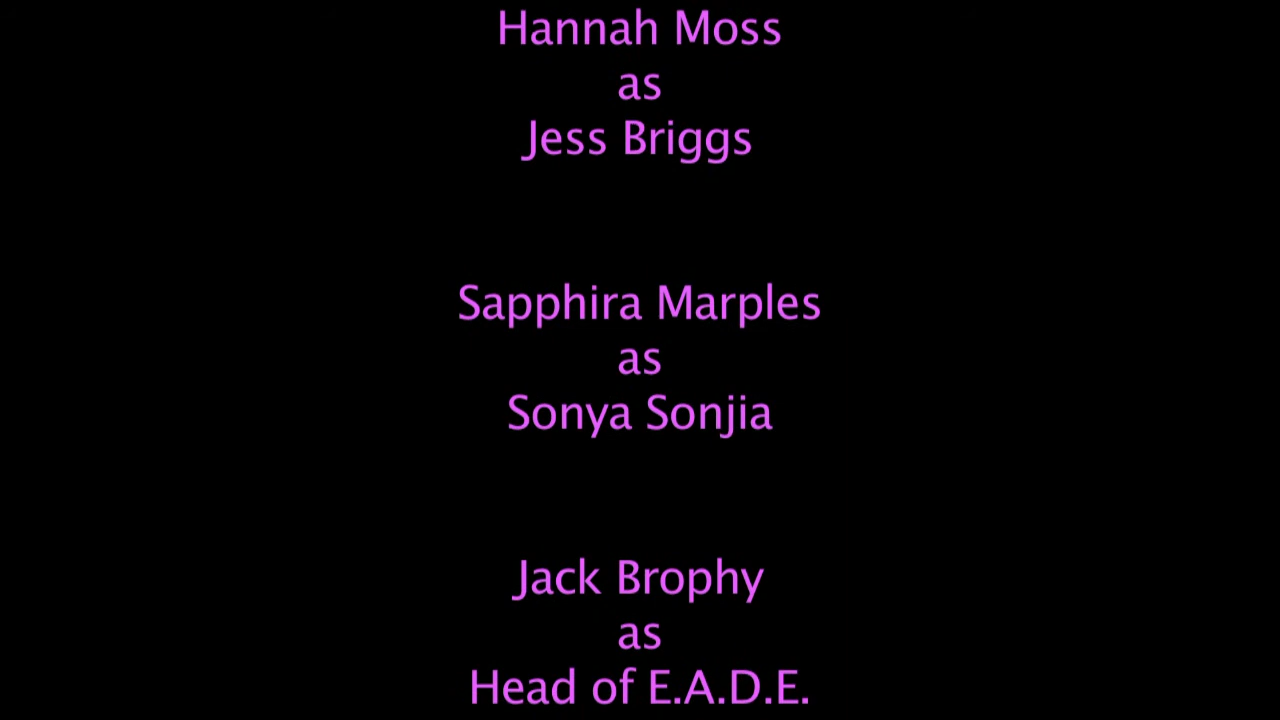 Hannah Moss
as
Jess Briggs
Sapphira Marples
as
Sonya Sonjia
Jack Brophy
as
Head of E.A.D.E.